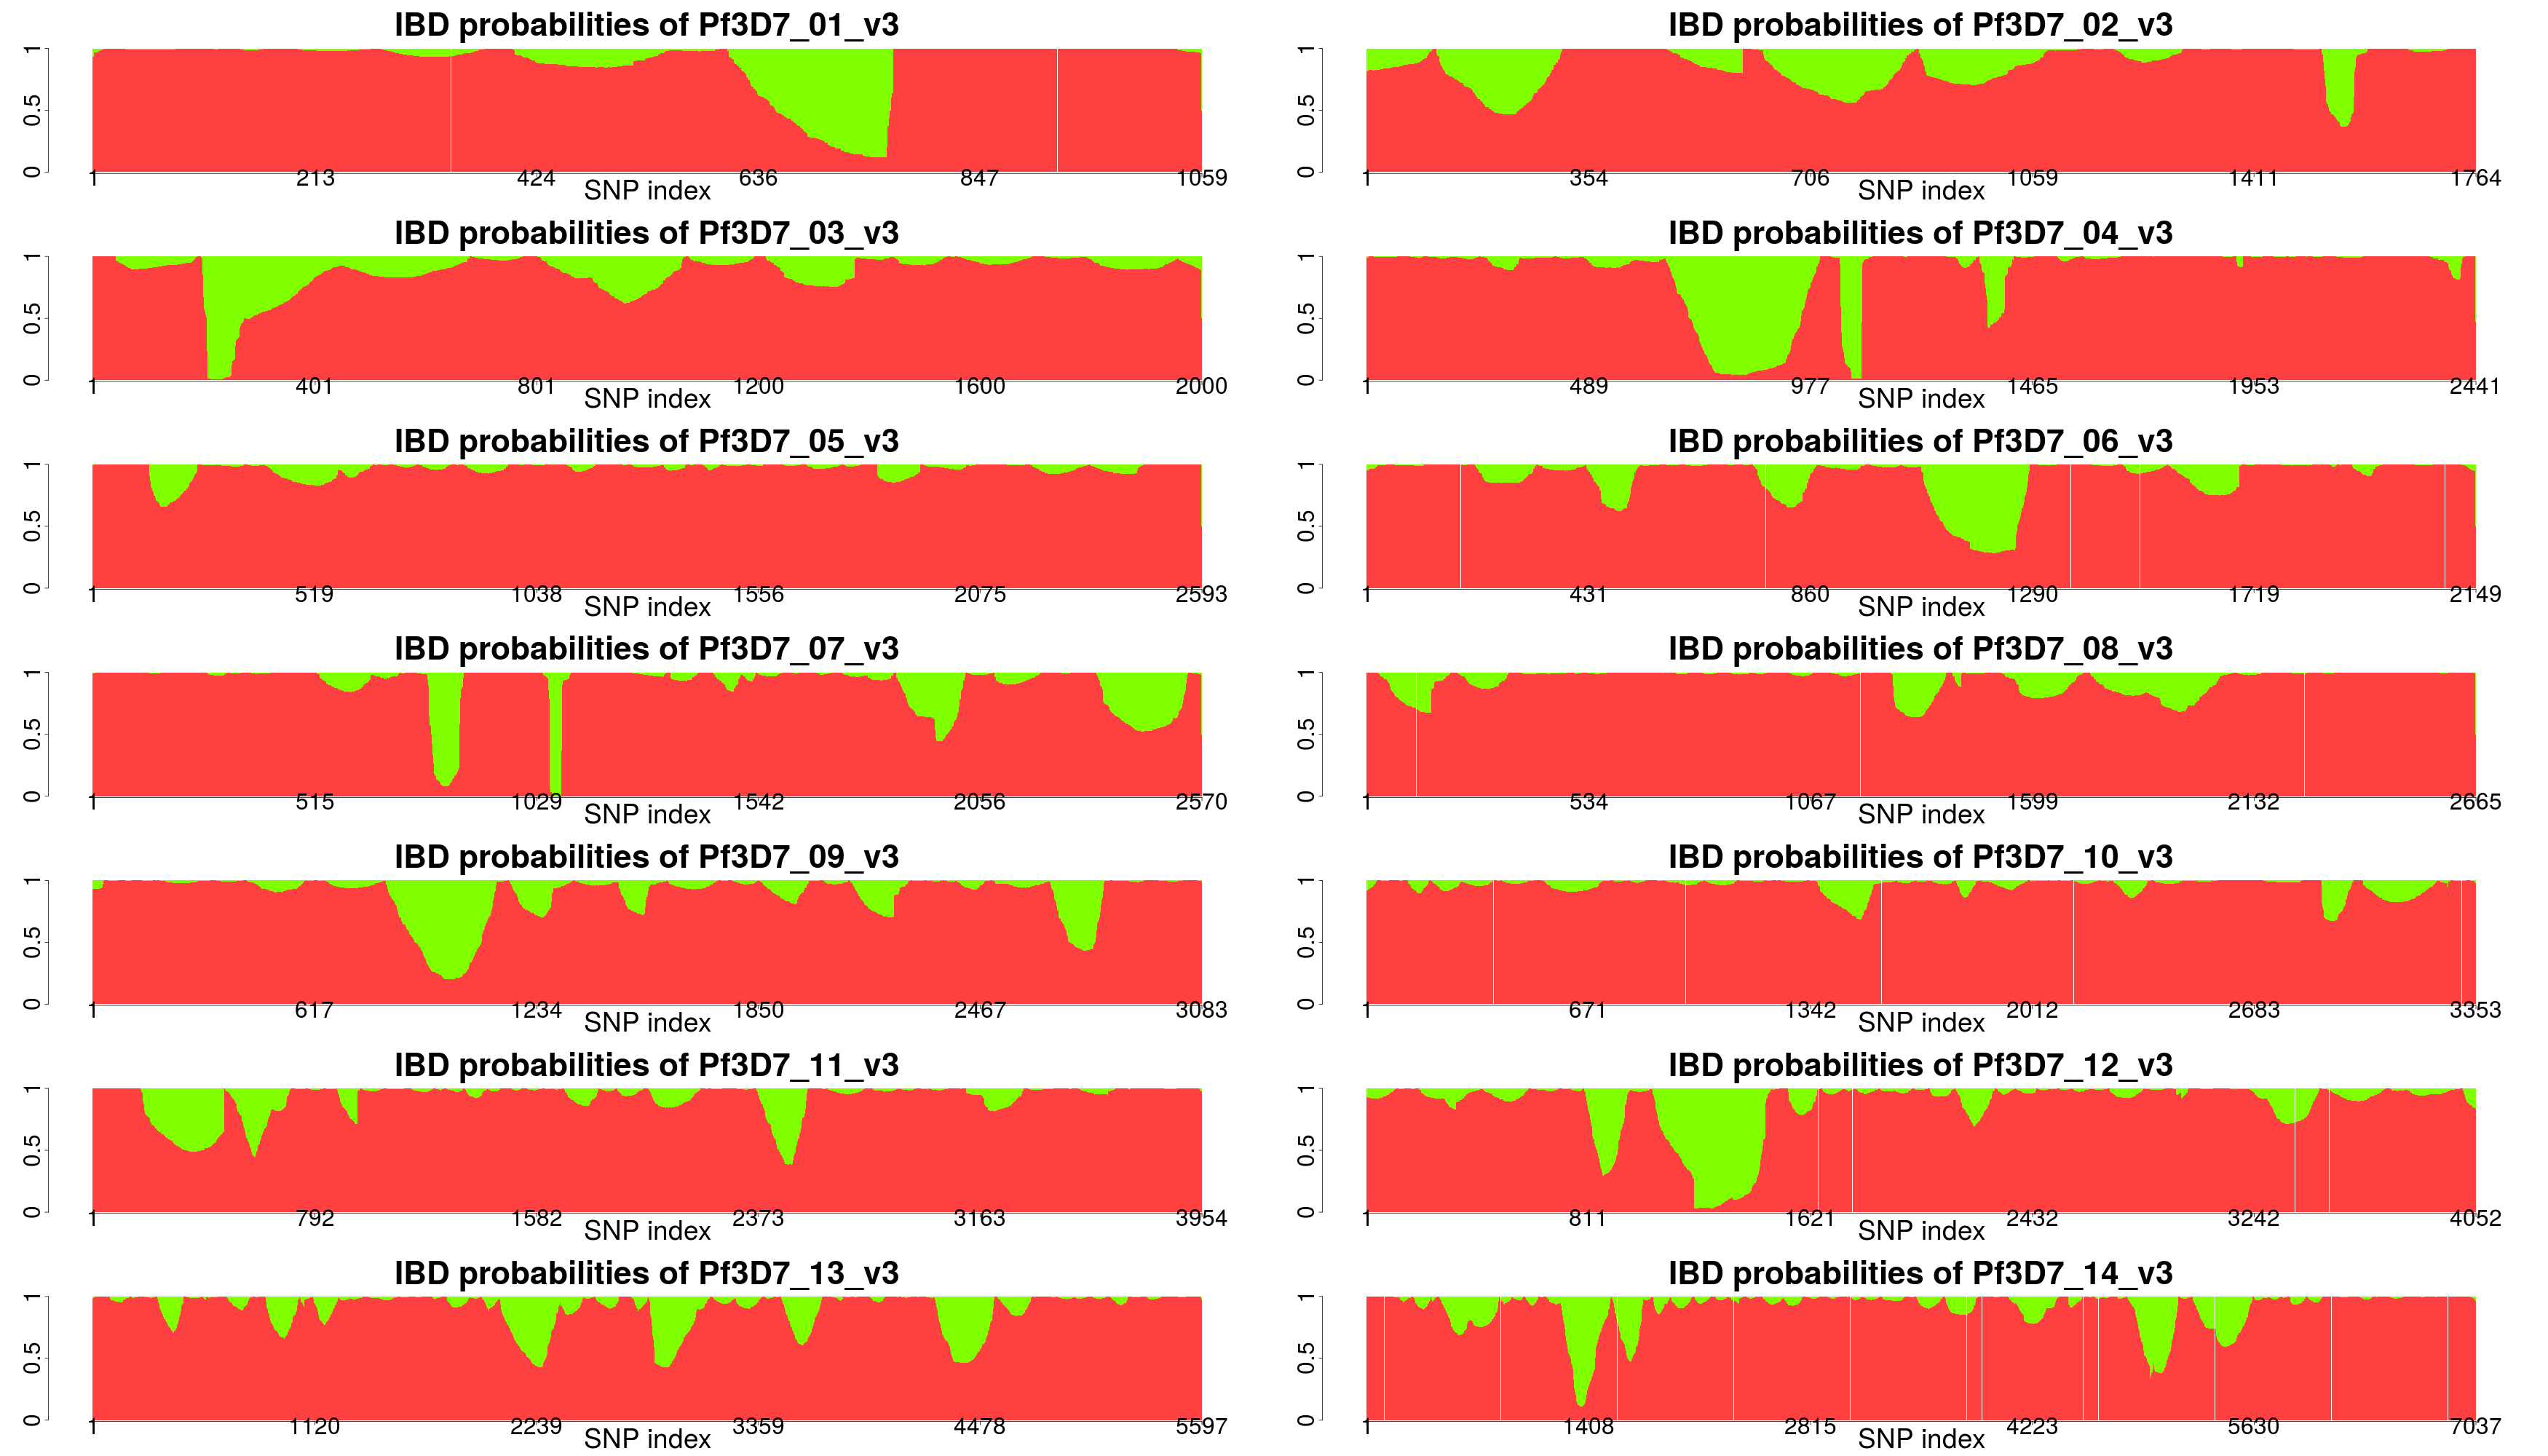 IBD probabilities of Pf3D7_01_v3
0 0.5 1
1 213 424 636 847 1059
SNP index
IBD probabilities of Pf3D7_02_v3
0 0.5 1
1 354 706 1059 1411 1764
SNP index
IBD probabilities of Pf3D7_03_v3
0 0.5 1
1 401 801 1200 1600 2000
SNP index
IBD probabilities of Pf3D7_04_v3
0 0.5 1
1 489 977 1465 1953 2441
SNP index
IBD probabilities of Pf3D7_05_v3
0 0.5 1
1 519 1038 1556 2075 2593
SNP index
IBD probabilities of Pf3D7_06_v3
0 0.5 1
1 431 860 1290 1719 2149
SNP index
IBD probabilities of Pf3D7_07_v3
0 0.5 1
1 515 1029 1542 2056 2570
SNP index
IBD probabilities of Pf3D7_08_v3
0 0.5 1
1 534 1067 1599 2132 2665
SNP index
IBD probabilities of Pf3D7_09_v3
0 0.5 1
1 617 1234 1850 2467 3083
SNP index
IBD probabilities of Pf3D7_10_v3
0 0.5 1
1 671 1342 2012 2683 3353
SNP index
IBD probabilities of Pf3D7_11_v3
0 0.5 1
1 792 1582 2373 3163 3954
SNP index
IBD probabilities of Pf3D7_12_v3
0 0.5 1
1 811 1621 2432 3242 4052
SNP index
IBD probabilities of Pf3D7_13_v3
0 0.5 1
1 1120 2239 3359 4478 5597
SNP index
IBD probabilities of Pf3D7_14_v3
0 0.5 1
1 1408 2815 4223 5630 7037
SNP index